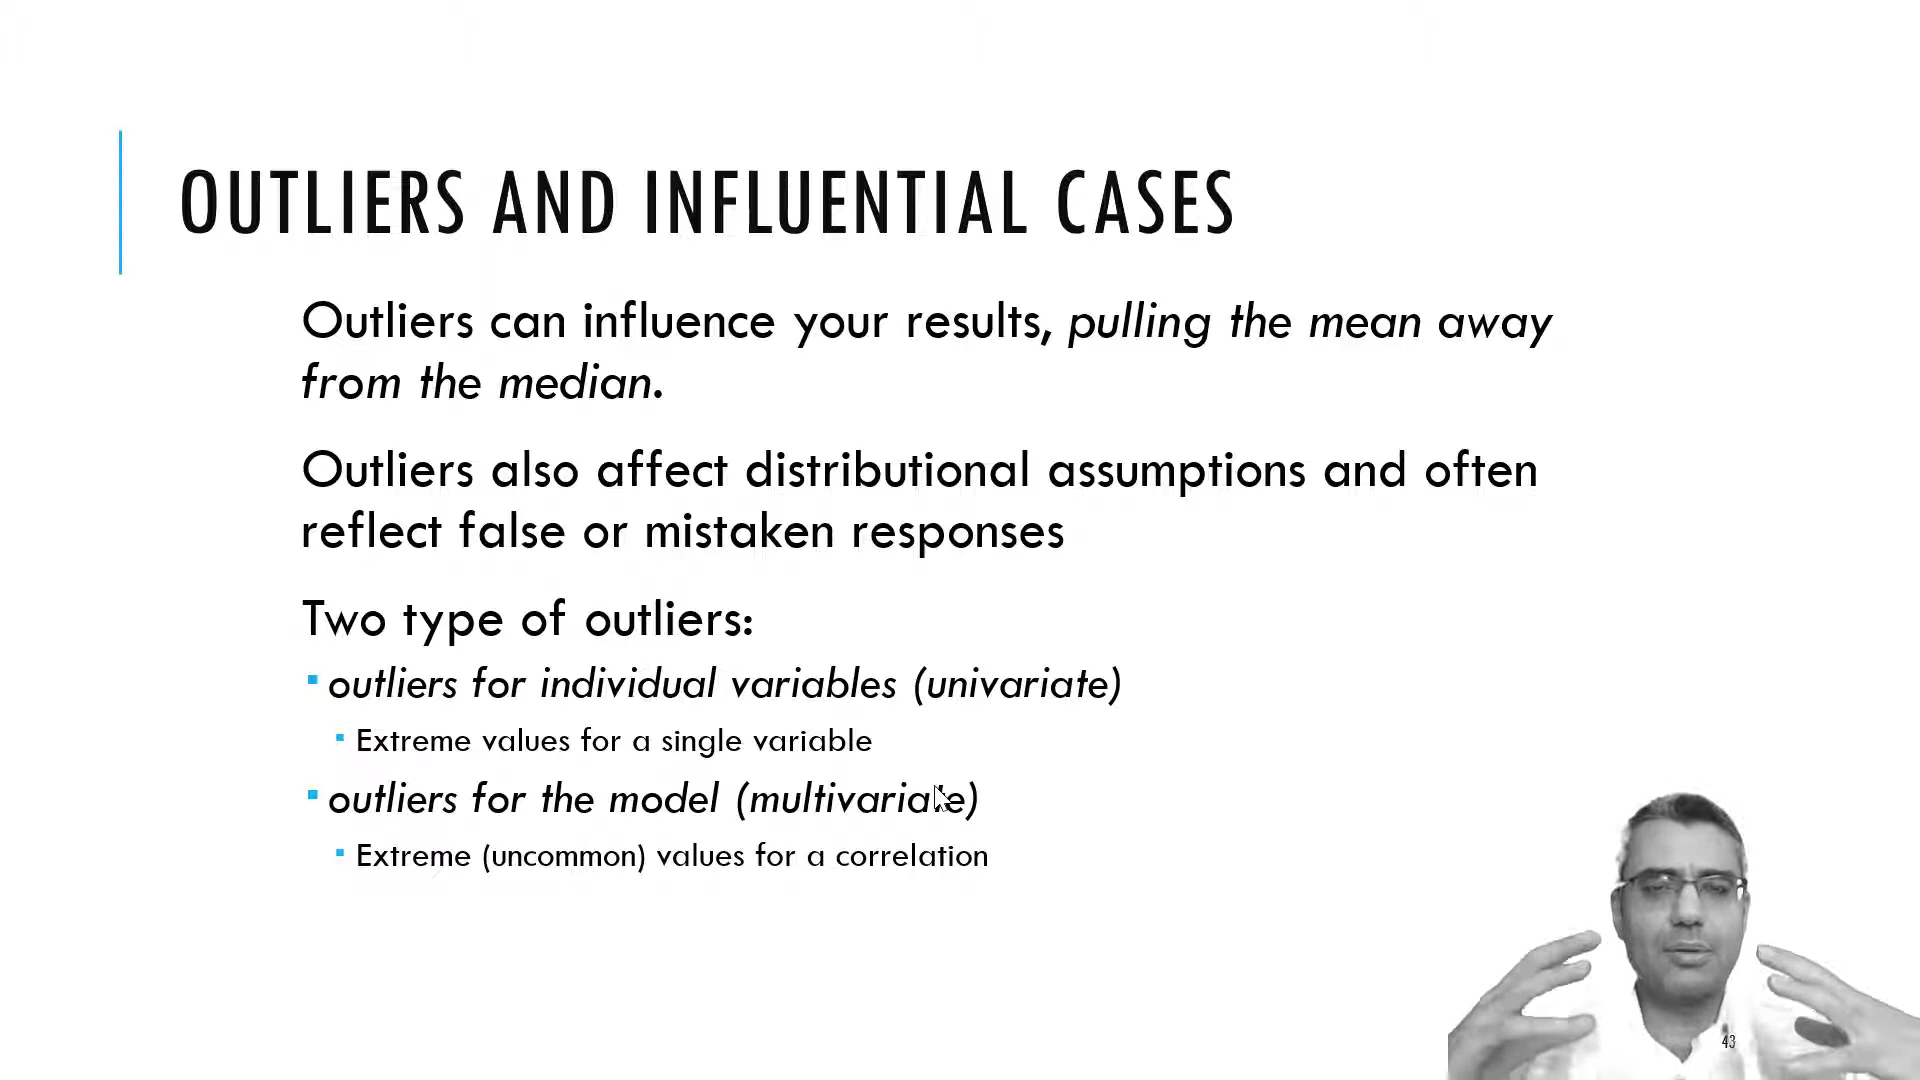 OUTLIERS AND INFLUENTIAL CASES
Outliers can influence your results, pulling the mean away
from the median.
Outliers also affect distributional assumptions and often
reflect false or mistaken responses
Two type of outliers:
outliers for individual variables (univariate)
Extreme values for a single variable
outliers for the model (multivariate)
Extreme (uncommon) values for a correlation
43